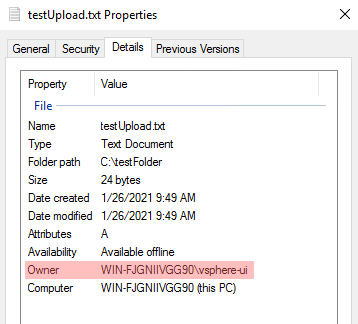 testUpload.txt Properties
General Security Details Previous Versions
Property Value
File
Name testUpload.txt
Type Text Document
Folder path C:\testFolder
Size 24 bytes
Date created 1/26/2021 9:49 AM
Date modified 1/26/2021 9:49 AM
Attributes A
Availability Available offline
Owner WIN-FJGNIIVGG90\vsphere-ui
Computer WIN-FJGNIIVGG90 (this PC)